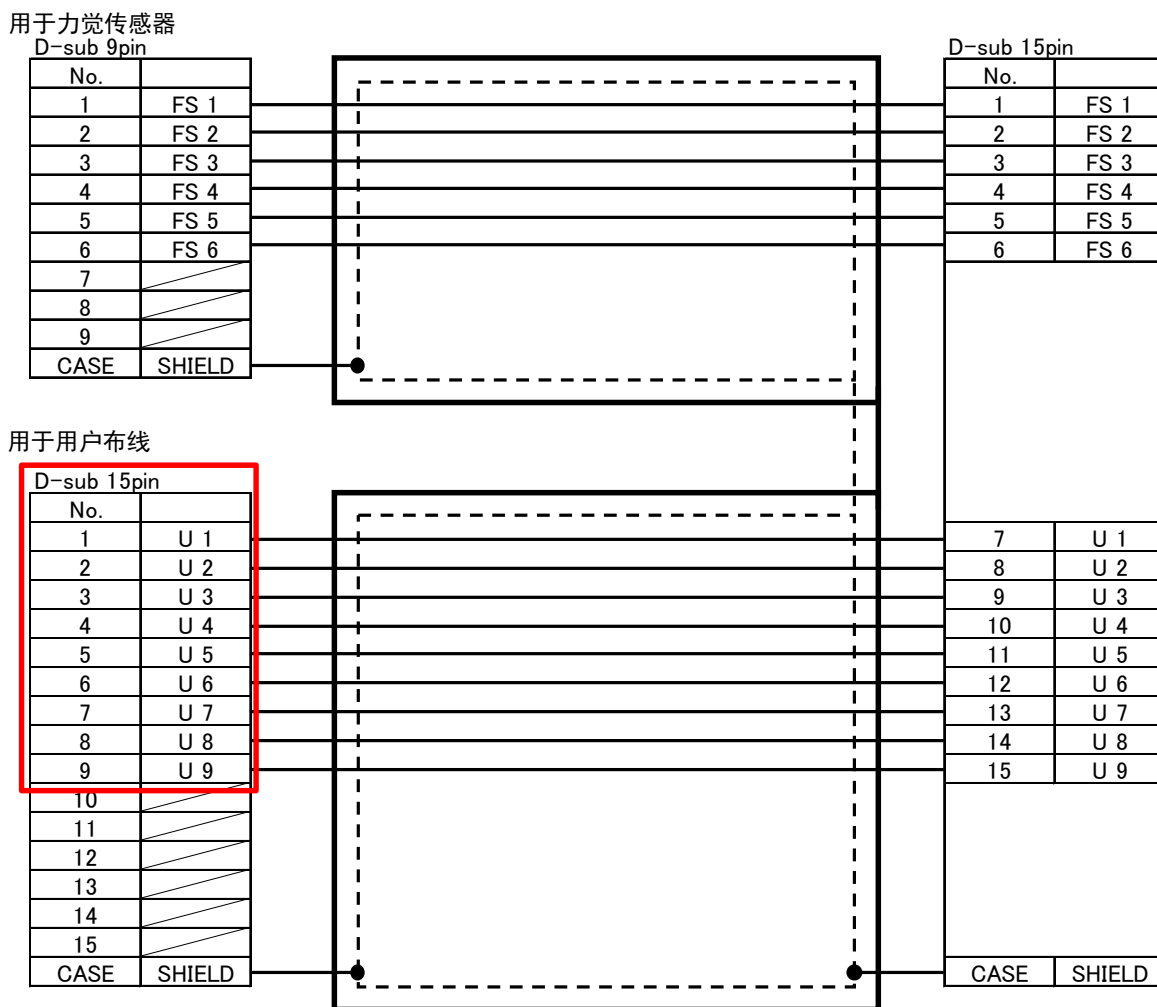 用于力觉传感器
D-sub 9pin
No.
1 FS 1
2 FS 2
3 FS 3
4 FS 4
5 FS 5
6 FS 6
7
8
9
CASE SHIELD
D-sub 15pin
No.
1 FS 1
2 FS 2
3 FS 3
4 FS 4
5 FS 5
6 FS 6
用于用户布线
D-sub 15pin
No.
1 U 1
2 U 2
3 U 3
4 U 4
5 U 5
6 U 6
7 U 7
8 U 8
9 U 9
10
11
12
13
14
15
CASE SHIELD
7 U 1
8 U 2
9 U 3
10 U 4
11 U 5
12 U 6
13 U 7
14 U 8
15 U 9
CASE SHIELD